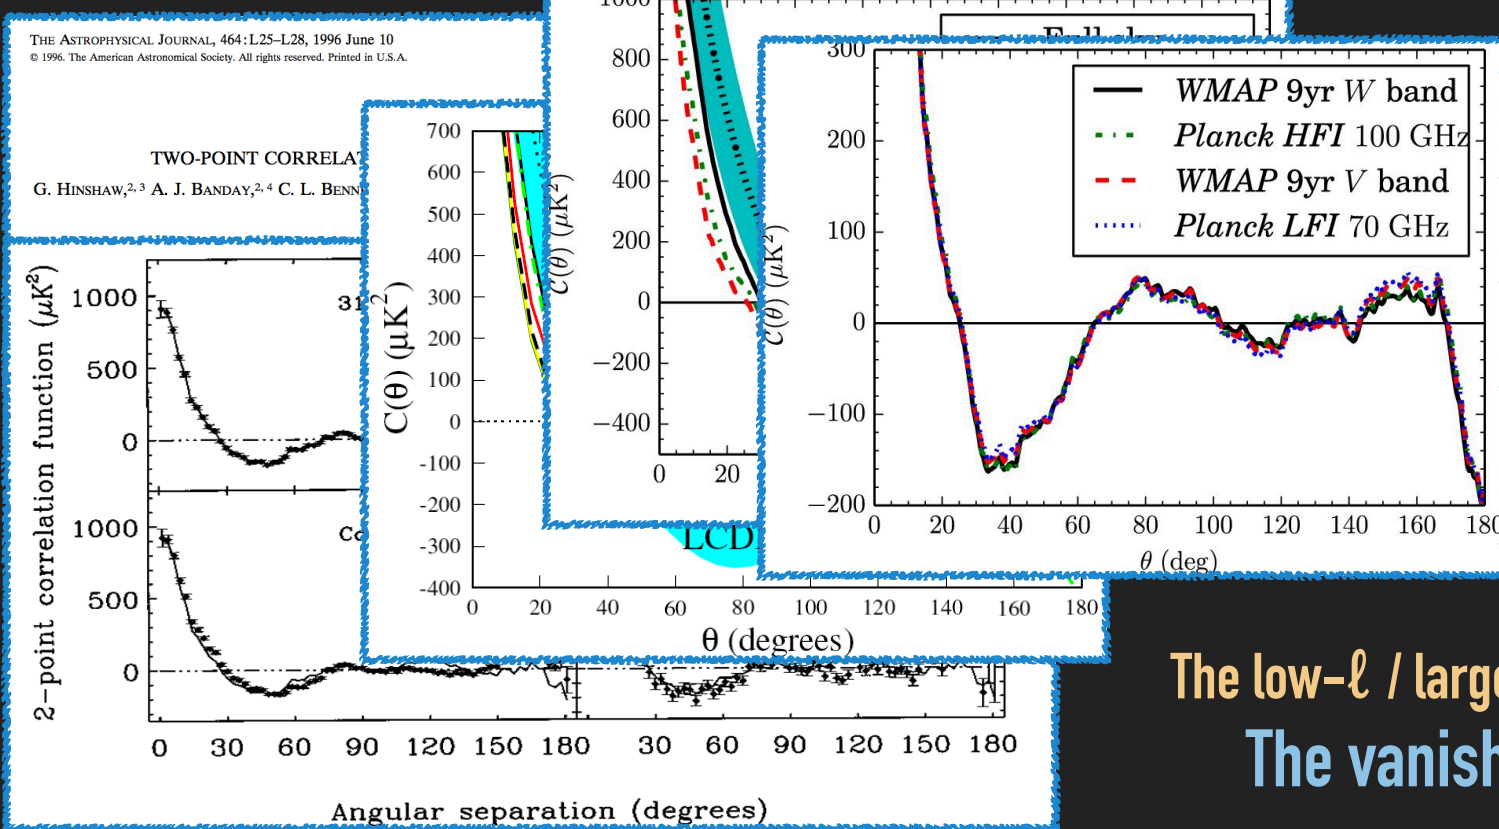 THE ASTROPHYSICAL JOURNAL, 464:L25–L28, 1996 June 10
© 1996. The American Astronomical Society. All rights reserved. Printed in U.S.A.
TWO-POINT
G. HINSHAW,2,3 A. J. BANDAY,2,4 C. L.
2-point correlation function (μK²)
1000
500
0
1000
500
0
0 30 60 90 120 150 180 30 60 90 120 150 180
Angular separation (degrees)
C(θ) (μK²)
700
600
500
400
300
200
100
0
-100
-200
-300
-400
0 20 40 60 80 100 120 140 160 180
θ (degrees)
C(θ) (μK²)
1000
800
600
400
200
0
−200
−400
0 20
C(θ) (μK²)
300
200
100
0
−100
−200
0 20 40 60 80 100 120 140 160 180
θ (deg)
WMAP 9yr W band
Planck HFI 100 GHz
WMAP 9yr V band
Planck LFI 70 GHz
The low-ℓ /
The